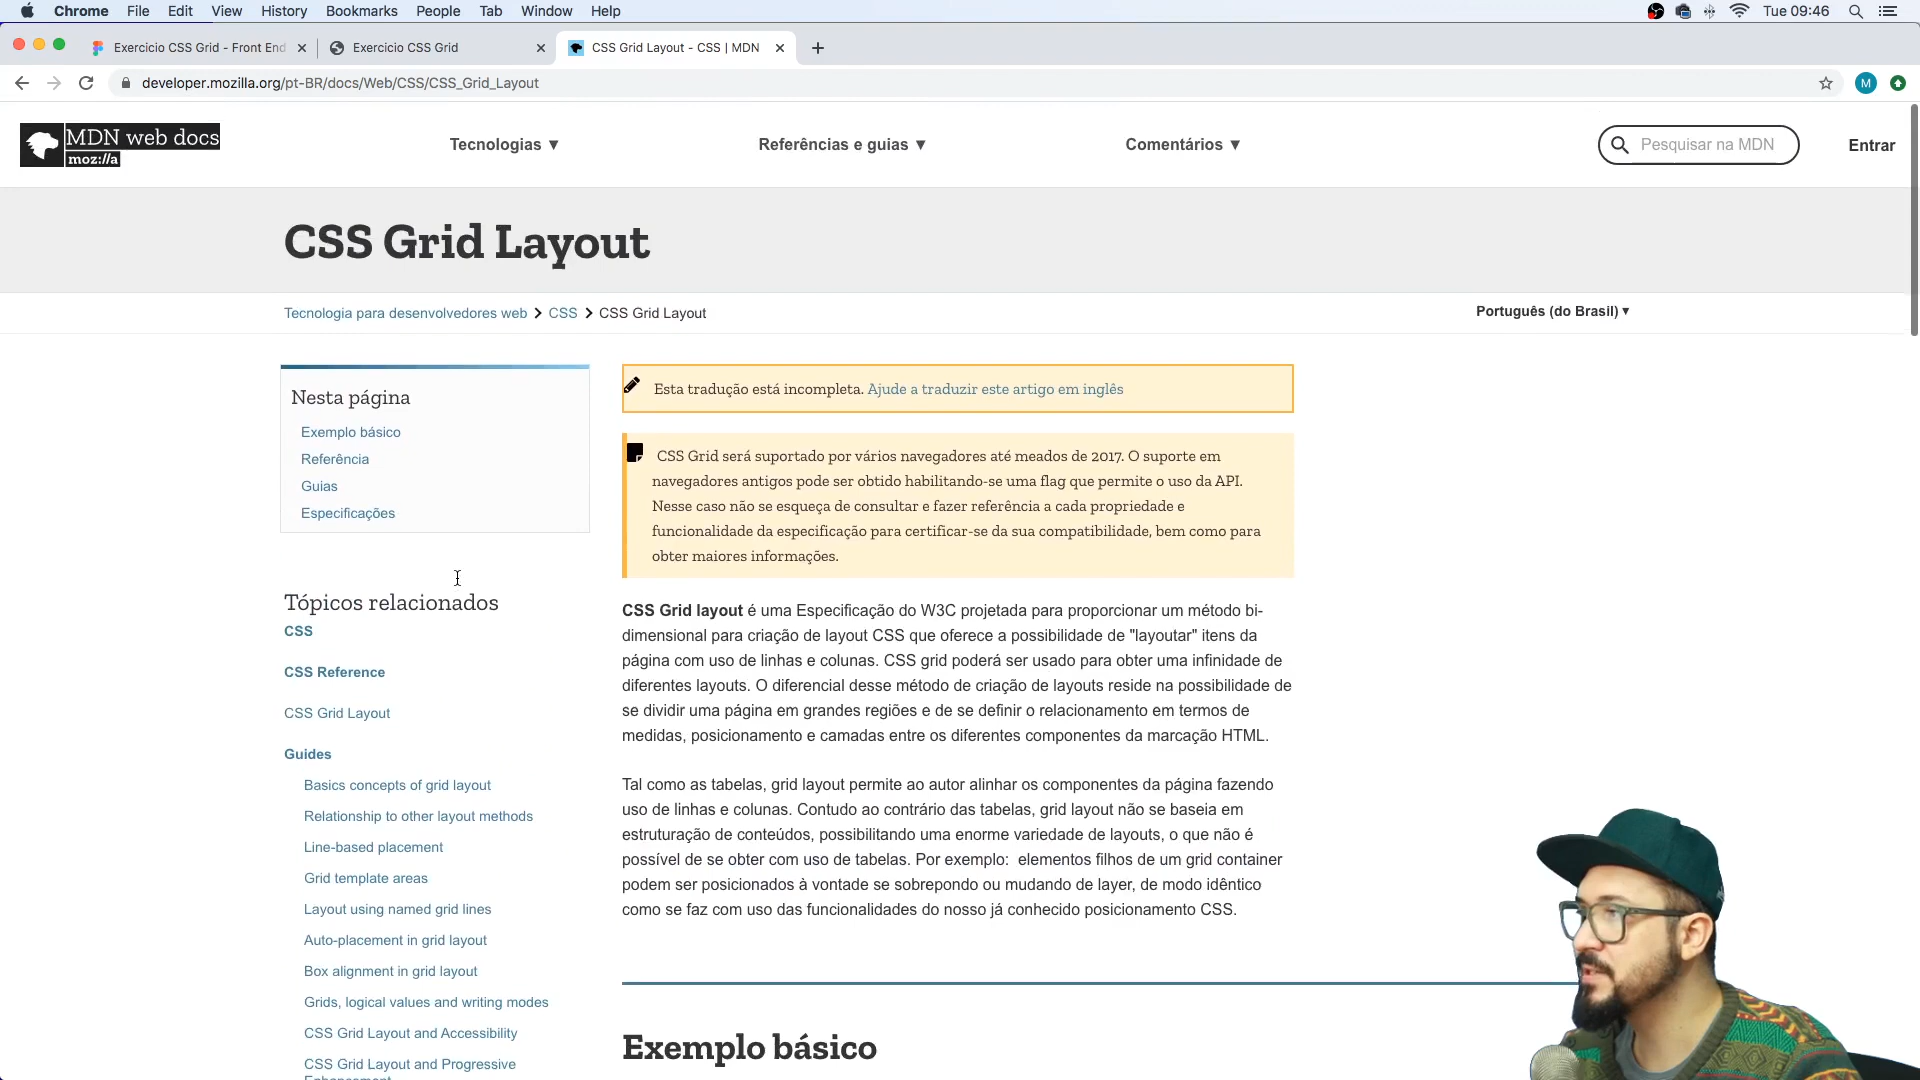 Chrome File Edit View History Bookmarks People Tab Window Help
Tue 09:46
Exercicio CSS Grid - Front End
Exercicio CSS Grid
CSS Grid Layout - CSS | MDN
developer.mozilla.org/pt-BR/docs/Web/CSS/CSS_Grid_Layout
M
MDN web docs
moz://a
Tecnologias ▼
Referências e guias ▼
Comentários ▼
Pesquisar na MDN
Entrar
CSS Grid Layout
Tecnologia para desenvolvedores web > CSS > CSS Grid Layout
Português (do Brasil) ▾
Nesta página
Exemplo básico
Referência
Guias
Especificações
Tópicos relacionados
CSS
CSS Reference
CSS Grid Layout
Guides
Basics concepts of grid layout
Relationship to other layout methods
Line-based placement
Grid template areas
Layout using named grid lines
Auto-placement in grid layout
Box alignment in grid layout
Grids, logical values and writing modes
CSS Grid Layout and Accessibility
CSS Grid Layout and Progressive
Enhancement
Esta tradução está incompleta. Ajude a traduzir este artigo em inglês
CSS Grid será suportado por vários navegadores até meados de 2017. O suporte em
navegadores antigos pode ser obtido habilitando-se uma flag que permite o uso da API.
Nesse caso não se esqueça de consultar e fazer referência a cada propriedade e
funcionalidade da especificação para certificar-se da sua compatibilidade, bem como para
obter maiores informações.
CSS Grid layout é uma Especificação do W3C projetada para proporcionar um método bi-
dimensional para criação de layout CSS que oferece a possibilidade de "layoutar" itens da
página com uso de linhas e colunas. CSS grid poderá ser usado para obter uma infinidade de
diferentes layouts. O diferencial desse método de criação de layouts reside na possibilidade de
se dividir uma página em grandes regiões e de se definir o relacionamento em termos de
medidas, posicionamento e camadas entre os diferentes componentes da marcação HTML.
Tal como as tabelas, grid layout permite ao autor alinhar os componentes da página fazendo
uso de linhas e colunas. Contudo ao contrário das tabelas, grid layout não se baseia em
estruturação de conteúdos, possibilitando uma enorme variedade de layouts, o que não é
possível de se obter com uso de tabelas. Por exemplo: elementos filhos de um grid container
podem ser posicionados à vontade se sobrepondo ou mudando de layer, de modo idêntico
como se faz com uso das funcionalidades do nosso já conhecido posicionamento CSS.
Exemplo básico